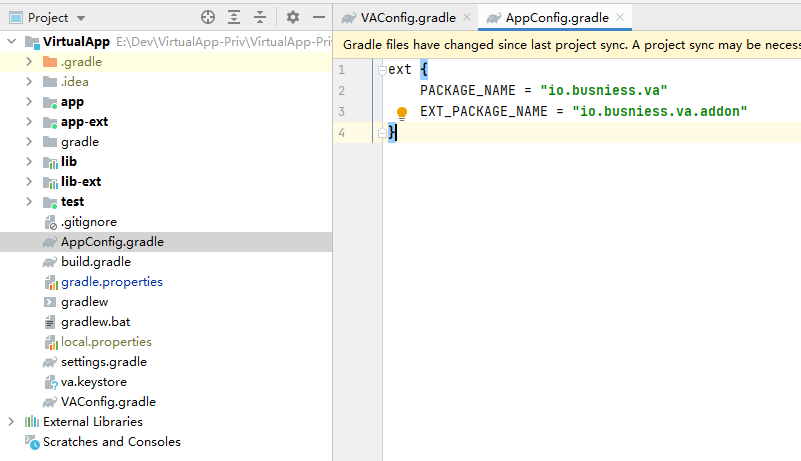 Project
VirtualApp E:\Dev\VirtualApp-Priv\VirtualApp-Pri
.gradle
.idea
app
app-ext
gradle
lib
lib-ext
test
.gitignore
AppConfig.gradle
build.gradle
gradle.properties
gradlew
gradlew.bat
local.properties
settings.gradle
va.keystore
VAConfig.gradle
External Libraries
Scratches and Consoles
VAConfig.gradle AppConfig.gradle
Gradle files have changed since last project sync. A project sync may be necess
1 ext {
2 PACKAGE_NAME = "io.busniess.va"
3 EXT_PACKAGE_NAME = "io.busniess.va.addon"
4 }